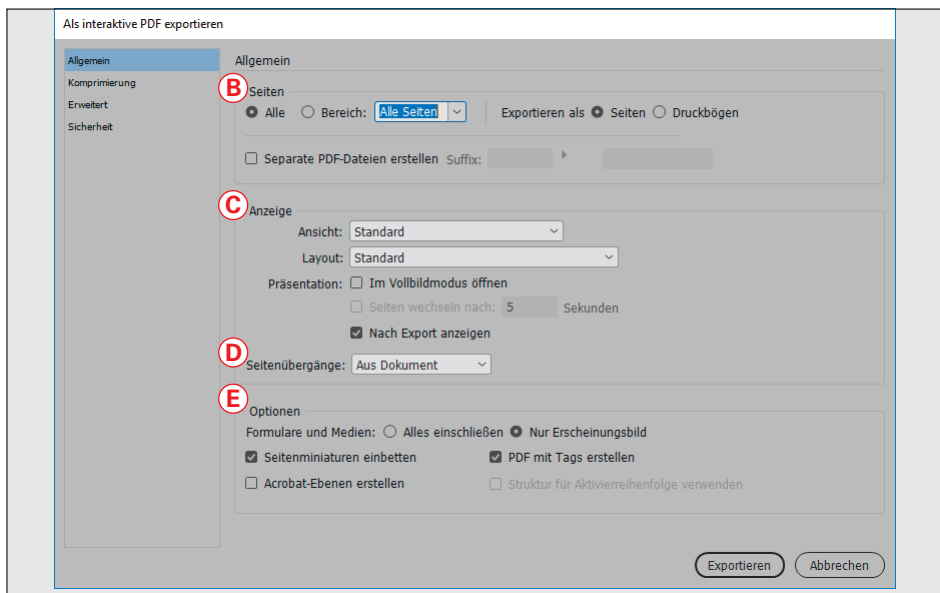 Als interaktive PDF exportieren
Allgemein
Komprimierung
Erweitert
Sicherheit
Allgemein
B
Seiten
Alle Bereich: Alle Seiten Exportieren als Seiten Druckbögen
Separate PDF-Dateien erstellen Suffix:
C
Anzeige
Ansicht: Standard
Layout: Standard
Präsentation: Im Vollbildmodus öffnen
Seiten wechseln nach: 5 Sekunden
Nach Export anzeigen
D
Seitenübergänge: Aus Dokument
E
Optionen
Formulare und Medien: Alles einschließen Nur Erscheinungsbild
Seitenminiaturen einbetten PDF mit Tags erstellen
Acrobat-Ebenen erstellen Struktur für Aktivierreihenfolge verwenden
Exportieren Abbrechen